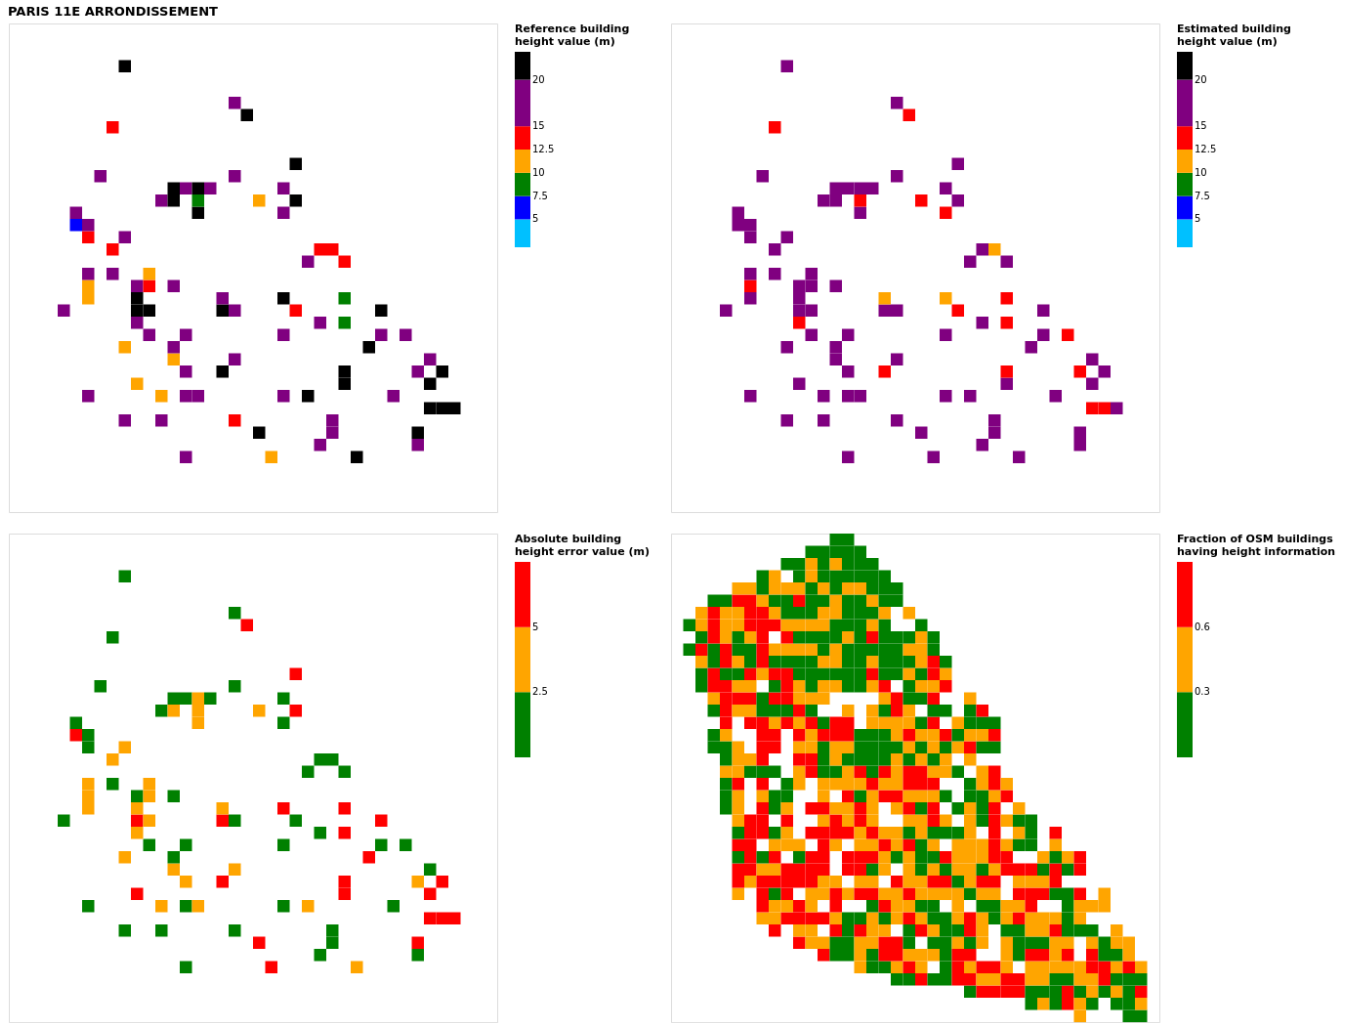 PARIS 11E ARRONDISSEMENT
Reference building
height value (m)
20
15
12.5
10
7.5
5
Estimated building
height value (m)
20
15
12.5
10
7.5
5
Absolute building
height error value (m)
5
2.5
Fraction of OSM buildings
having height information
0.6
0.3